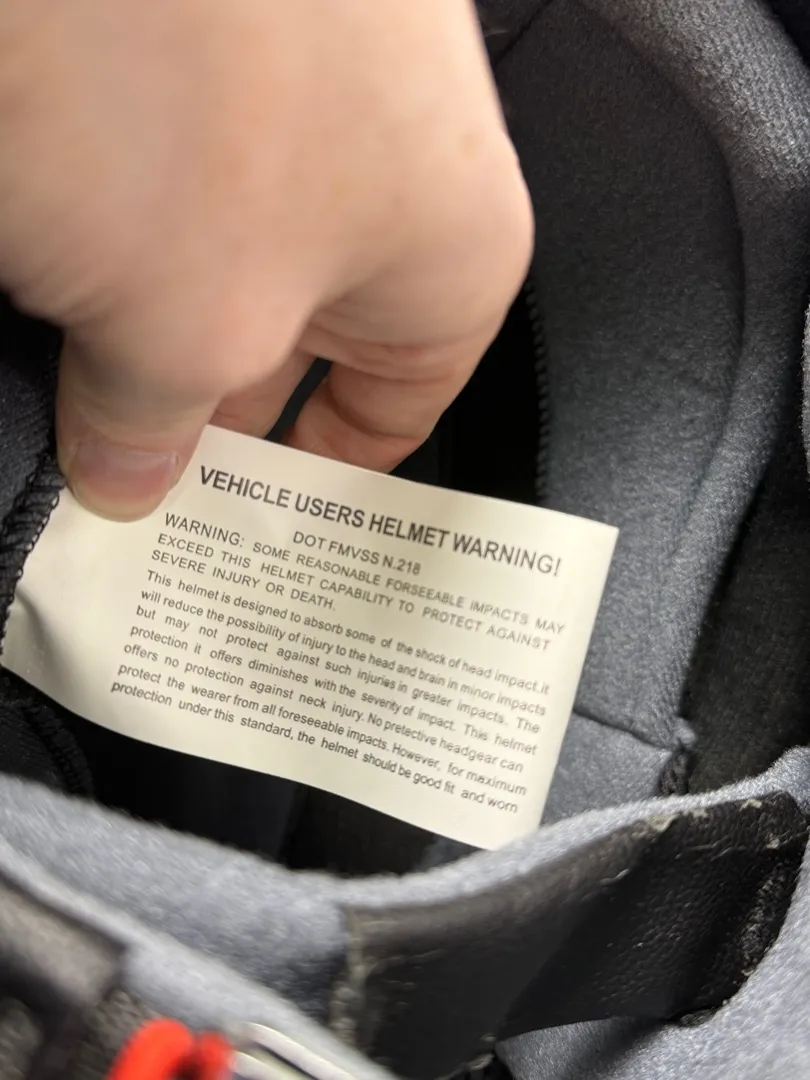 VEHICLE USERS HELMET WARNING!
DOT FMVSS N.218
WARNING: SOME REASONABLE FORSEEABLE IMPACTS MAY
EXCEED THIS HELMET CAPABILITY TO PROTECT AGAINST
SEVERE INJURY OR DEATH.
This helmet is designed to absorb some of the shock of head impact.it
will reduce the possibility of injury to the head and brain in minor impacts
but may not protect against such injuries in greater impacts. The
protection it offers diminishes with the severity of impact. This helmet
offers no protection against neck injury. No pretective headgear can
protect the wearer from all foreseeable impacts. However, for maximum
protection under this standard, the helmet should be good fit and worn